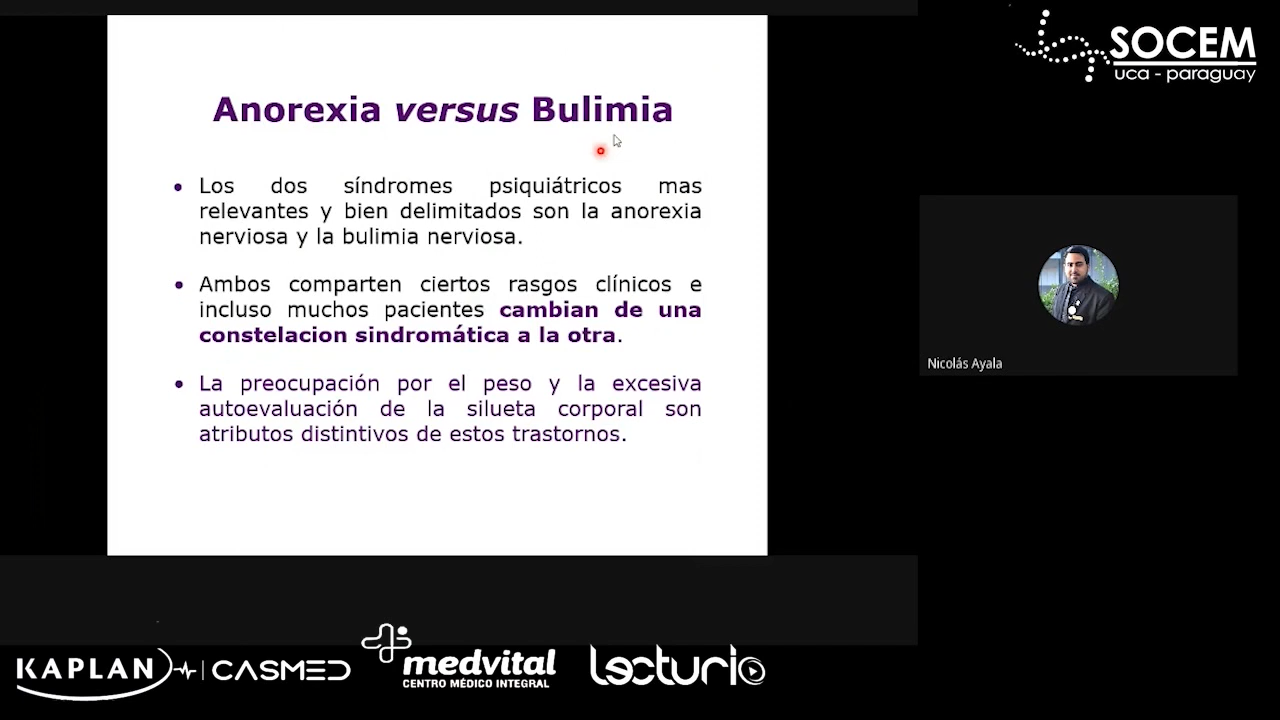 SOCEM
uca - paraguay
Anorexia versus Bulimia
• Los dos síndromes psiquiátricos mas
relevantes y bien delimitados son la anorexia
nerviosa y la bulimia nerviosa.
• Ambos comparten ciertos rasgos clínicos e
incluso muchos pacientes cambian de una
constelacion sindromática a la otra.
• La preocupación por el peso y la excesiva
autoevaluación de la silueta corporal son
atributos distintivos de estos trastornos.
Nicolás Ayala
KAPLAN CASMED
medvital
CENTRO MÉDICO INTEGRAL
lecturio